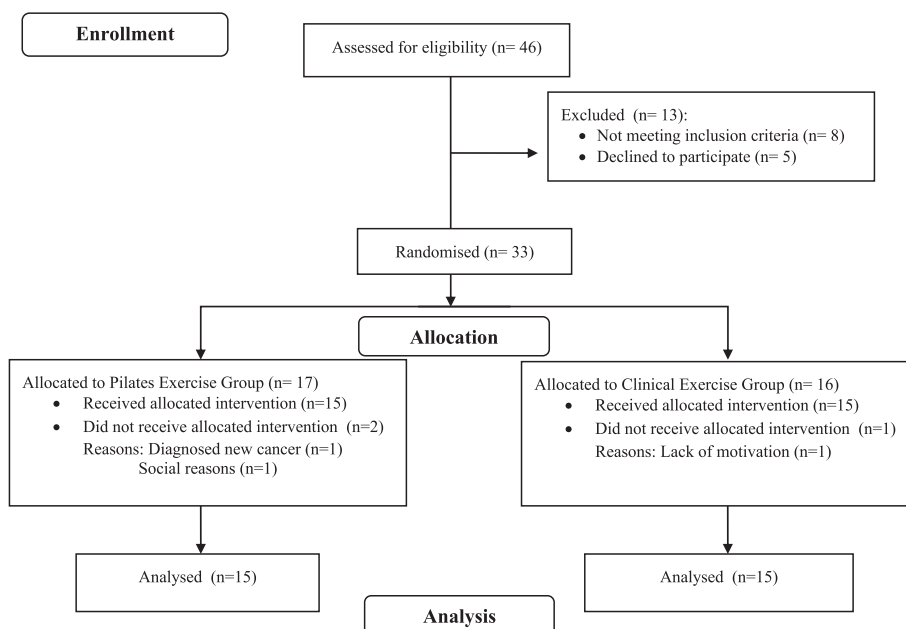 Enrollment
Assessed for eligibility (n= 46)
Excluded (n= 13):
• Not meeting inclusion criteria (n= 8)
• Declined to participate (n= 5)
Randomised (n= 33)
Allocation
Allocated to Pilates Exercise Group (n= 17)
• Received allocated intervention (n=15)
• Did not receive allocated intervention (n=2)
Reasons: Diagnosed new cancer (n=1)
Social reasons (n=1)
Allocated to Clinical Exercise Group (n= 16)
• Received allocated intervention (n=15)
• Did not receive allocated intervention (n=1)
Reasons: Lack of motivation (n=1)
Analysed (n=15)
Analysed (n=15)
Analysis